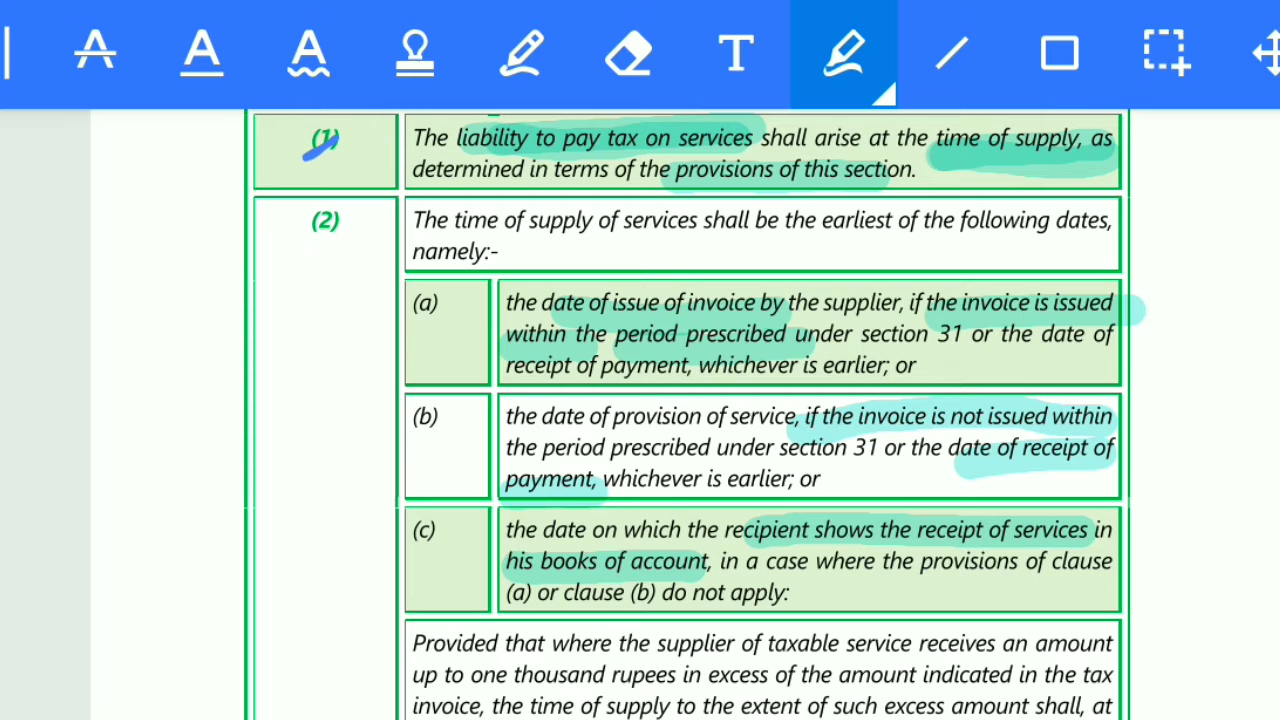 (1)
The liability to pay tax on services shall arise at the time of supply, as
determined in terms of the provisions of this section.
(2)
The time of supply of services shall be the earliest of the following dates,
namely:-
(a)
the date of issue of invoice by the supplier, if the invoice is issued
within the period prescribed under section 31 or the date of
receipt of payment, whichever is earlier; or
(b)
the date of provision of service, if the invoice is not issued within
the period prescribed under section 31 or the date of receipt of
payment, whichever is earlier; or
(c)
the date on which the recipient shows the receipt of services in
his books of account, in a case where the provisions of clause
(a) or clause (b) do not apply:
Provided that where the supplier of taxable service receives an amount
up to one thousand rupees in excess of the amount indicated in the tax
invoice, the time of supply to the extent of such excess amount shall, at